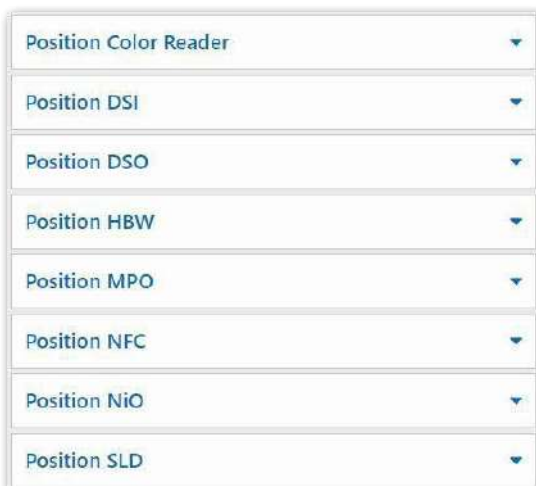 Position Color Reader
Position DSI
Position DSO
Position HBW
Position MPO
Position NFC
Position NiO
Position SLD